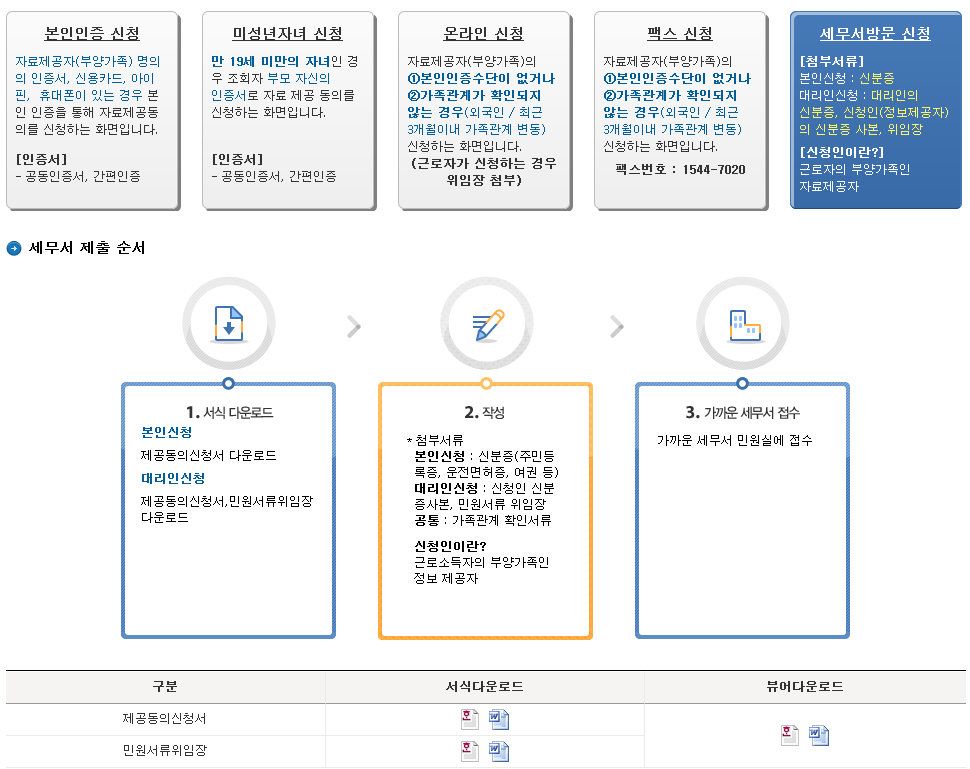 본인인증 신청
자료제공자(부양가족) 명의
의 인증서, 신용카드, 아이
핀, 휴대폰이 있는 경우 본
인 인증을 통해 자료제공동
의를 신청하는 화면입니다.
[인증서]
- 공동인증서, 간편인증
미성년자녀 신청
만 19세 미만의 자녀인 경
우 조회자 부모 자신의
인증서로 자료 제공 동의를
신청하는 화면입니다.
[인증서]
- 공동인증서, 간편인증
온라인 신청
자료제공자(부양가족)의
①본인인증수단이 없거나
②가족관계가 확인되지
않는 경우(외국인 / 최근
3개월이내 가족관계 변동)
신청하는 화면입니다.
(근로자가 신청하는 경우
위임장 첨부)
팩스 신청
자료제공자(부양가족)의
①본인인증수단이 없거나
②가족관계가 확인되지
않는 경우(외국인 / 최근
3개월이내 가족관계 변동)
신청하는 화면입니다.
팩스번호 : 1544-7020
세무서방문 신청
[첨부서류]
본인신청 : 신분증
대리인신청 : 대리인의
신분증, 신청인(정보제공자)
의 신분증 사본, 위임장
[신청인이란?]
근로자의 부양가족인
자료제공자
세무서 제출 순서
1. 서식 다운로드
본인신청
제공동의신청서 다운로드
대리인신청
제공동의신청서,민원서류위임장
다운로드
2. 작성
* 첨부서류
본인신청 : 신분증(주민등
록증, 운전면허증, 여권 등)
대리인신청 : 신청인 신분
증사본, 민원서류 위임장
공통 : 가족관계 확인서류
신청인이란?
근로소득자의 부양가족인
정보 제공자
3. 가까운 세무서 접수
가까운 세무서 민원실에 접수
구분 서식다운로드 뷰어다운로드
제공동의신청서
민원서류위임장